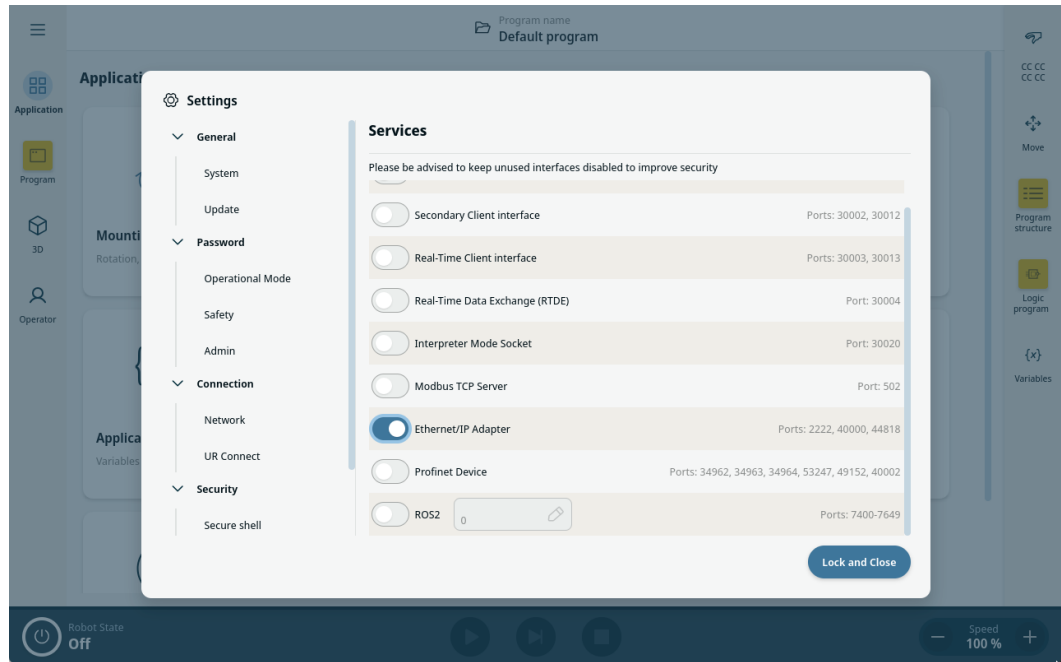 Program name
Default program
Application
Program
3D
Operator
Applicati
Mounti
Rotation,
Applica
Variables
Settings
General
System
Update
Password
Operational Mode
Safety
Admin
Connection
Network
UR Connect
Security
Secure shell
Services
Please be advised to keep unused interfaces disabled to improve security
Secondary Client interface Ports: 30002, 30012
Real-Time Client interface Ports: 30003, 30013
Real-Time Data Exchange (RTDE) Port: 30004
Interpreter Mode Socket Port: 30020
Modbus TCP Server Port: 502
Ethernet/IP Adapter Ports: 2222, 40000, 44818
Profinet Device Ports: 34962, 34963, 34964, 53247, 49152, 40002
ROS2 0 Ports: 7400-7649
Lock and Close
CC CC
CC CC
Move
Program
structure
Logic
program
{x}
Variables
Robot State
Off
Speed
100 %